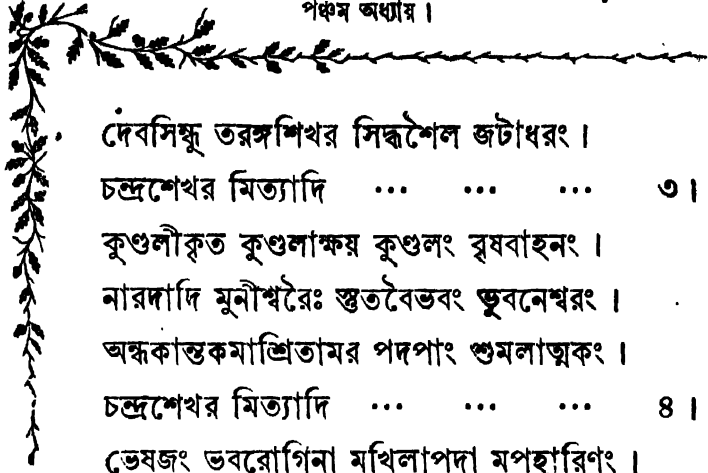 পঞ্চম অধ্যায়।
দেবসিন্ধু তরঙ্গশিখর সিদ্ধশৈল জটাধরং।
চন্দ্রশেখর মিত্যাদি ... ... ... ৩।
কুণ্ডলীকৃত কুণ্ডলাক্ষয় কুণ্ডলং বৃষবাহনং।
নারদাদি মুনীশ্বরৈঃ স্তুতবৈভবং ভুবনেশ্বরং।
অন্ধকান্তকমাশ্রিতামর পদপাং শুমলাত্মকং।
চন্দ্রশেখর মিত্যাদি ... ... ... ৪।
ভেষজং ভবরোগিনা মখিলাপদা মপহারিণং।